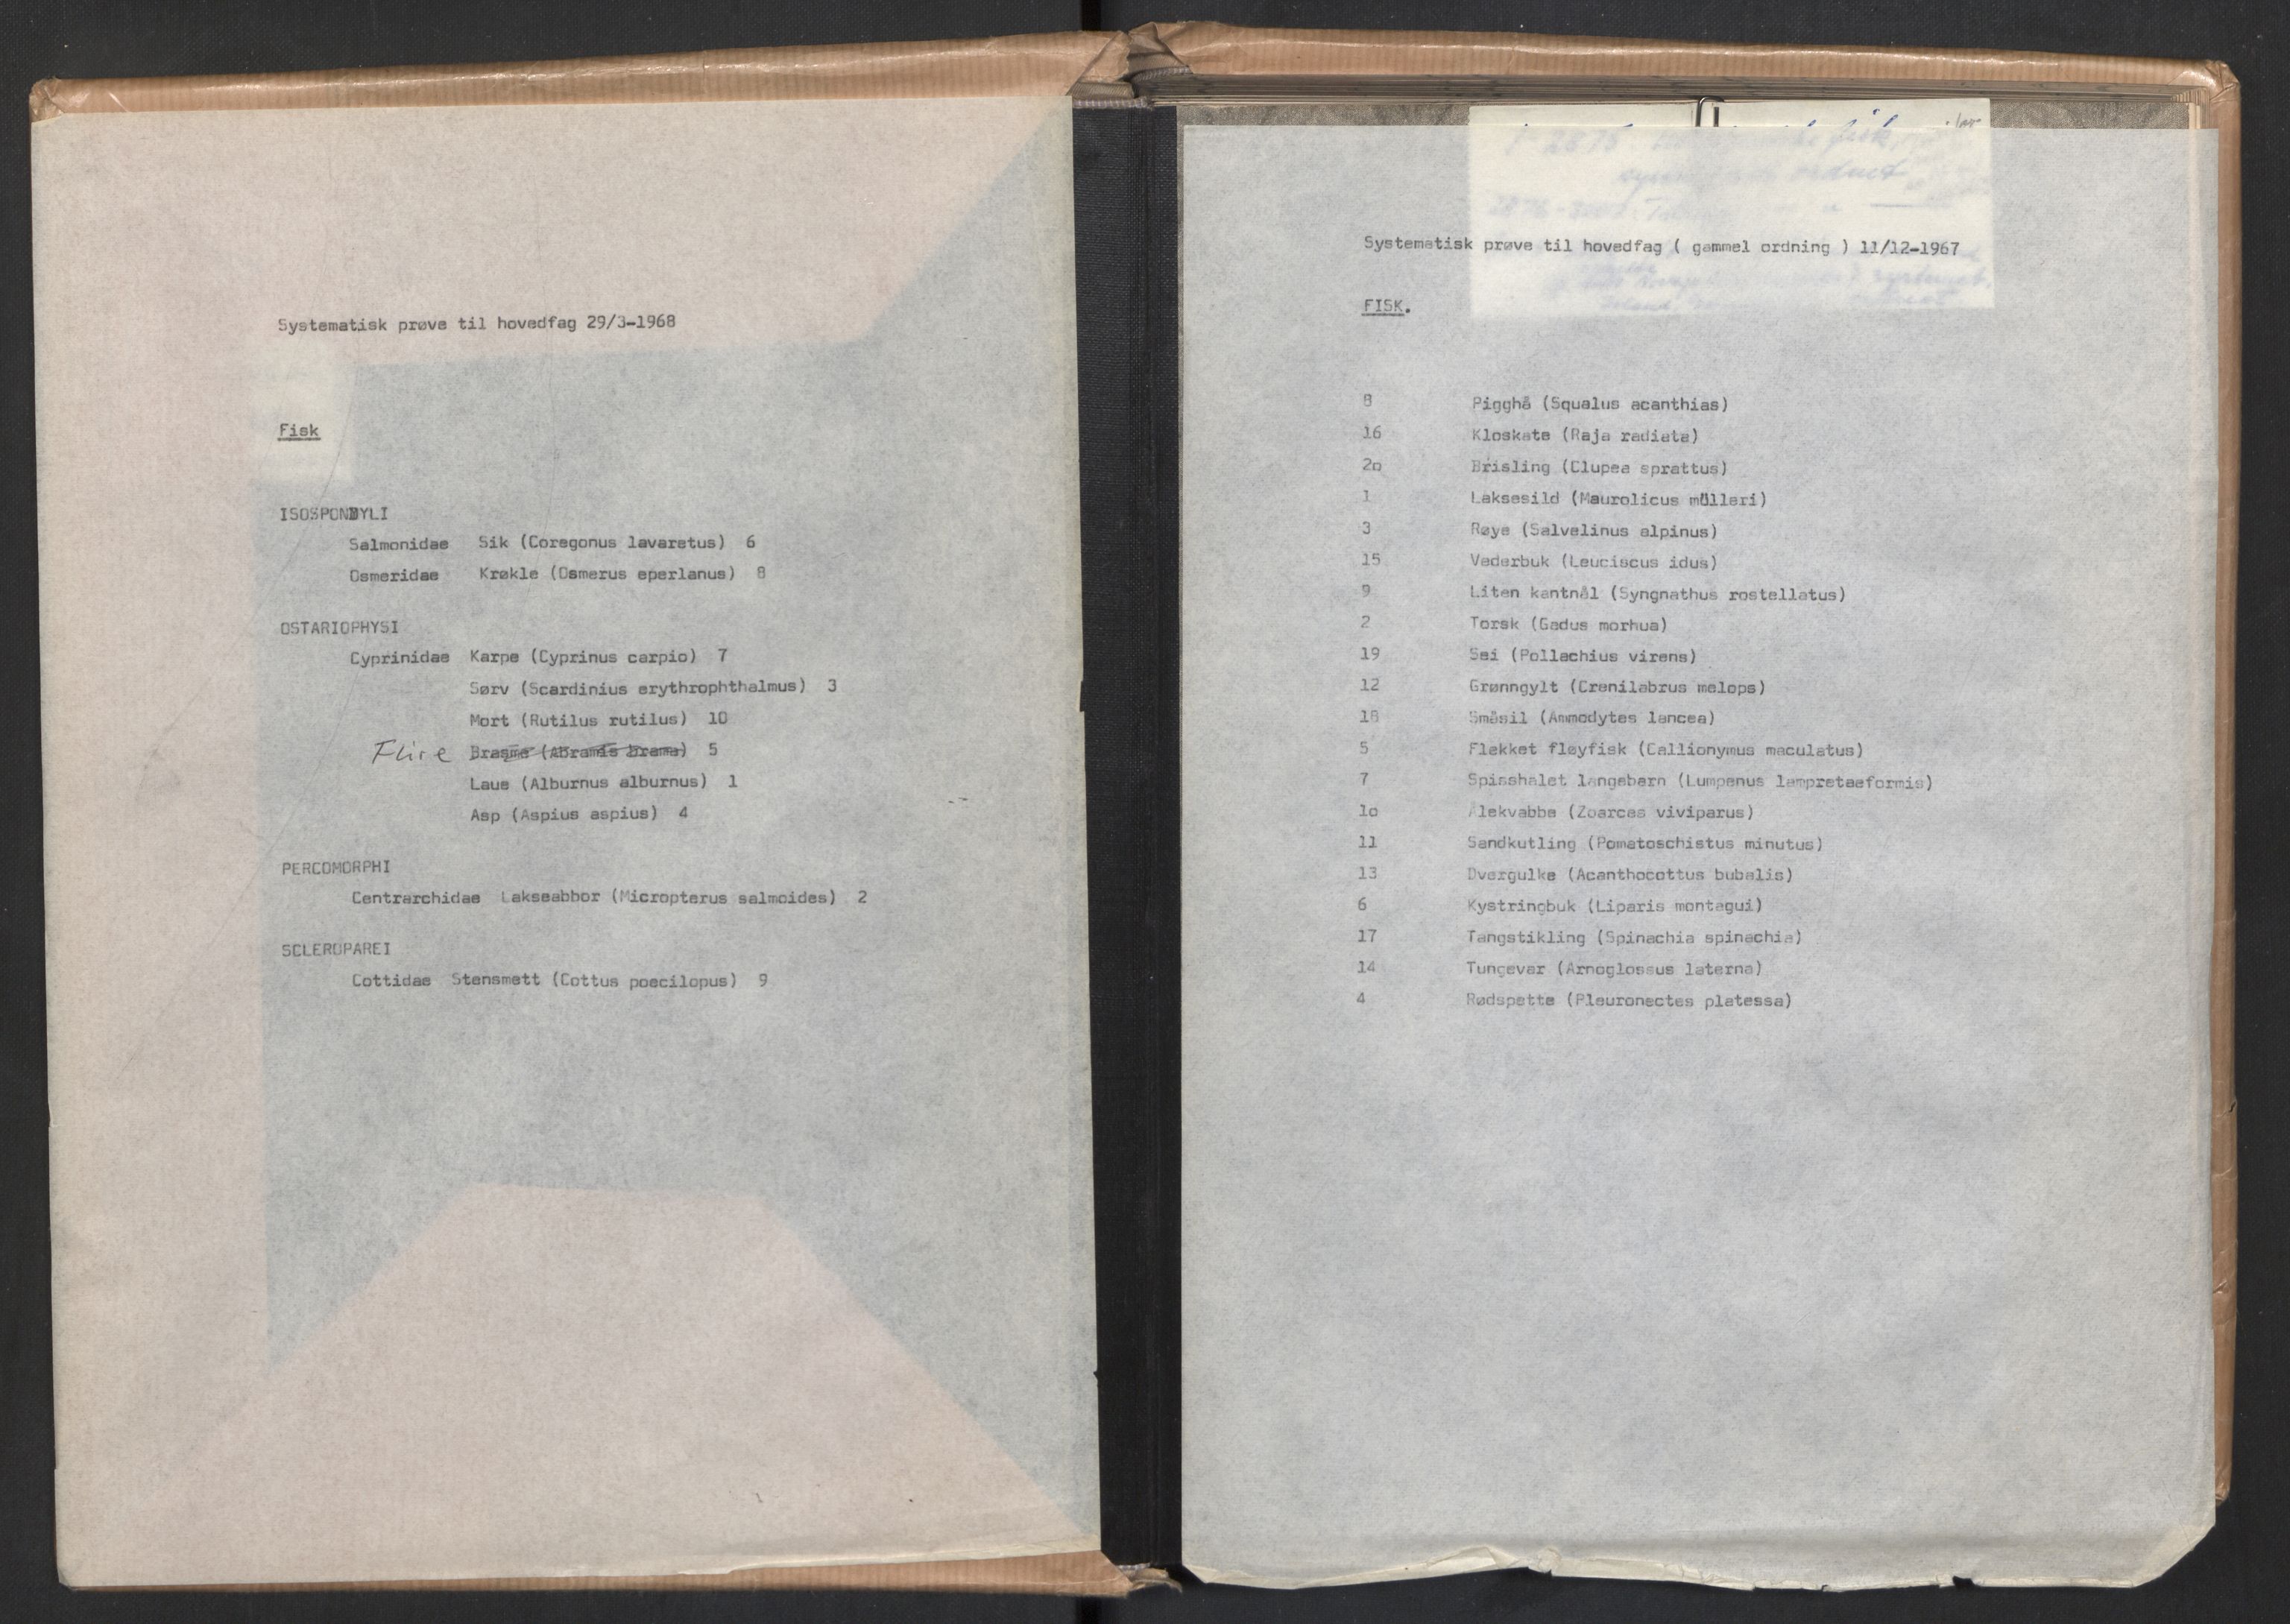 Systematisk prøve til hovedfag 29/3-1968
Fisk
ISOSPONDYLI
Salmonidae Sik (Coregonus lavaretus) 6
Osmeridae Krøkle (Osmerus eperlanus) 8
OSTARIOPHYSI
Cyprinidae Karpe (Cyprinus carpio) 7
Sørv (Scardinius erythrophthalmus) 3
Mort (Rutilus rutilus) 10
Flire Brasme (Abramis brama) 5
Laue (Alburnus alburnus) 1
Asp (Aspius aspius) 4
PERCOMORPHI
Centrarchidae Lakseabbor (Micropterus salmoides) 2
SCLEROPAREI
Cottidae Stensmett (Cottus poecilopus) 9
fisk
Systematisk prøve til hovedfag ( gammel ordning ) 11/12-1967
FISK.
8 Pigghå (Squalus acanthias)
16 Kloskate (Raja radiata)
2o Brisling (Clupea sprattus)
1 Laksesild (Maurolicus mülleri)
3 Røye (Salvelinus alpinus)
15 Vederbuk (Leuciscus idus)
9 Liten kantnål (Syngnathus rostellatus)
2 Torsk (Gadus morhua)
19 Sei (Pollachius virens)
12 Grønngylt (Crenilabrus melops)
18 Småsil (Ammodytes lancea)
5 Flekket fløyfisk (Callionymus maculatus)
7 Spisshalet langebarn (Lumpenus lampretaeformis)
1o Ålekvabbe (Zoarces viviparus)
11 Sandkutling (Pomatoschistus minutus)
13 Dvergulke (Acanthocottus bubalis)
6 Kystringbuk (Liparis montagui)
17 Tangstikling (Spinachia spinachia)
14 Tungevar (Arnoglossus laterna)
4 Rødspette (Pleuronectes platessa)